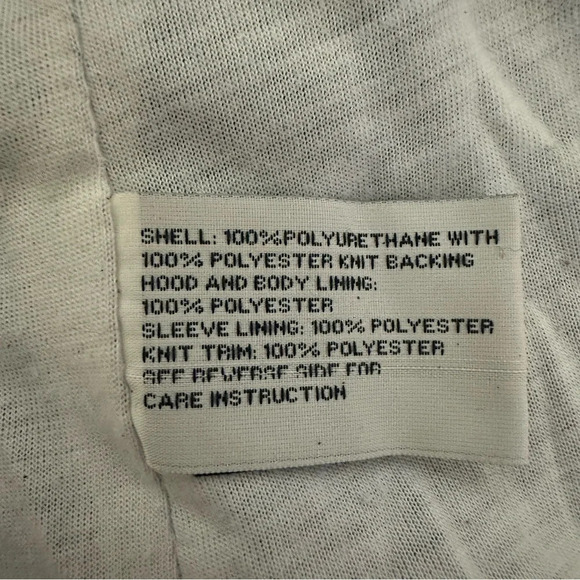 SHELL: 100%POLYURETHANE WITH
100% POLYESTER KNIT BACKING
HOOD AND BODY LINING:
100% POLYESTER
SLEEVE LINING: 100% POLYESTER
KNIT TRIM: 100% POLYESTER
SEE REVERSE SIDE FOR
CARE INSTRUCTION